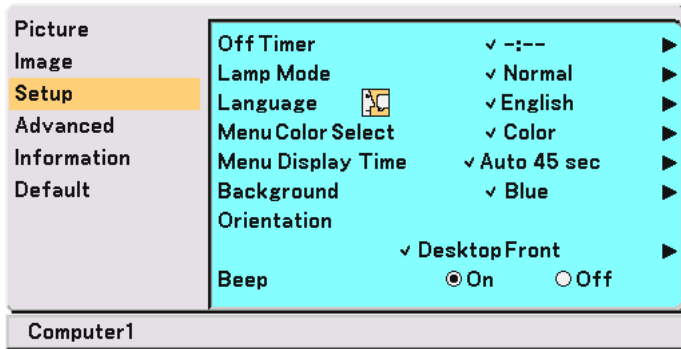 Picture
Image
Setup
Advanced
Information
Default
Off Timer ✓ -:--
Lamp Mode ✓ Normal
Language ✓ English
Menu Color Select ✓ Color
Menu Display Time ✓ Auto 45 sec
Background ✓ Blue
Orientation
✓ Desktop Front
Beep On Off
Computer1